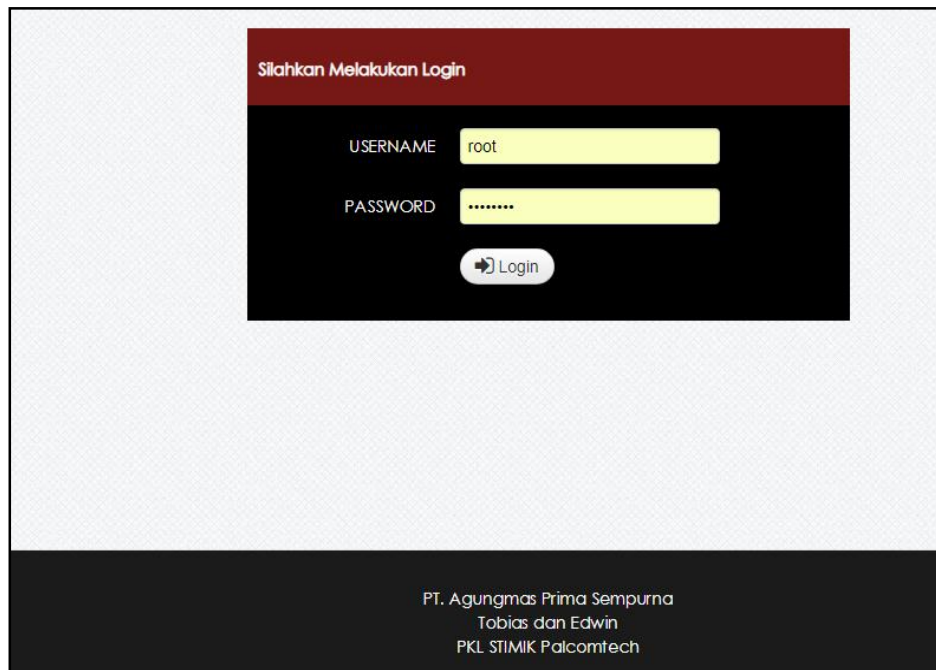 Silahkan Melakukan Login
USERNAME root
PASSWORD ••••••••
Login
PT. Agungmas Prima Sempurna
Tobias dan Edwin
PKL STIMIK Palcomtech